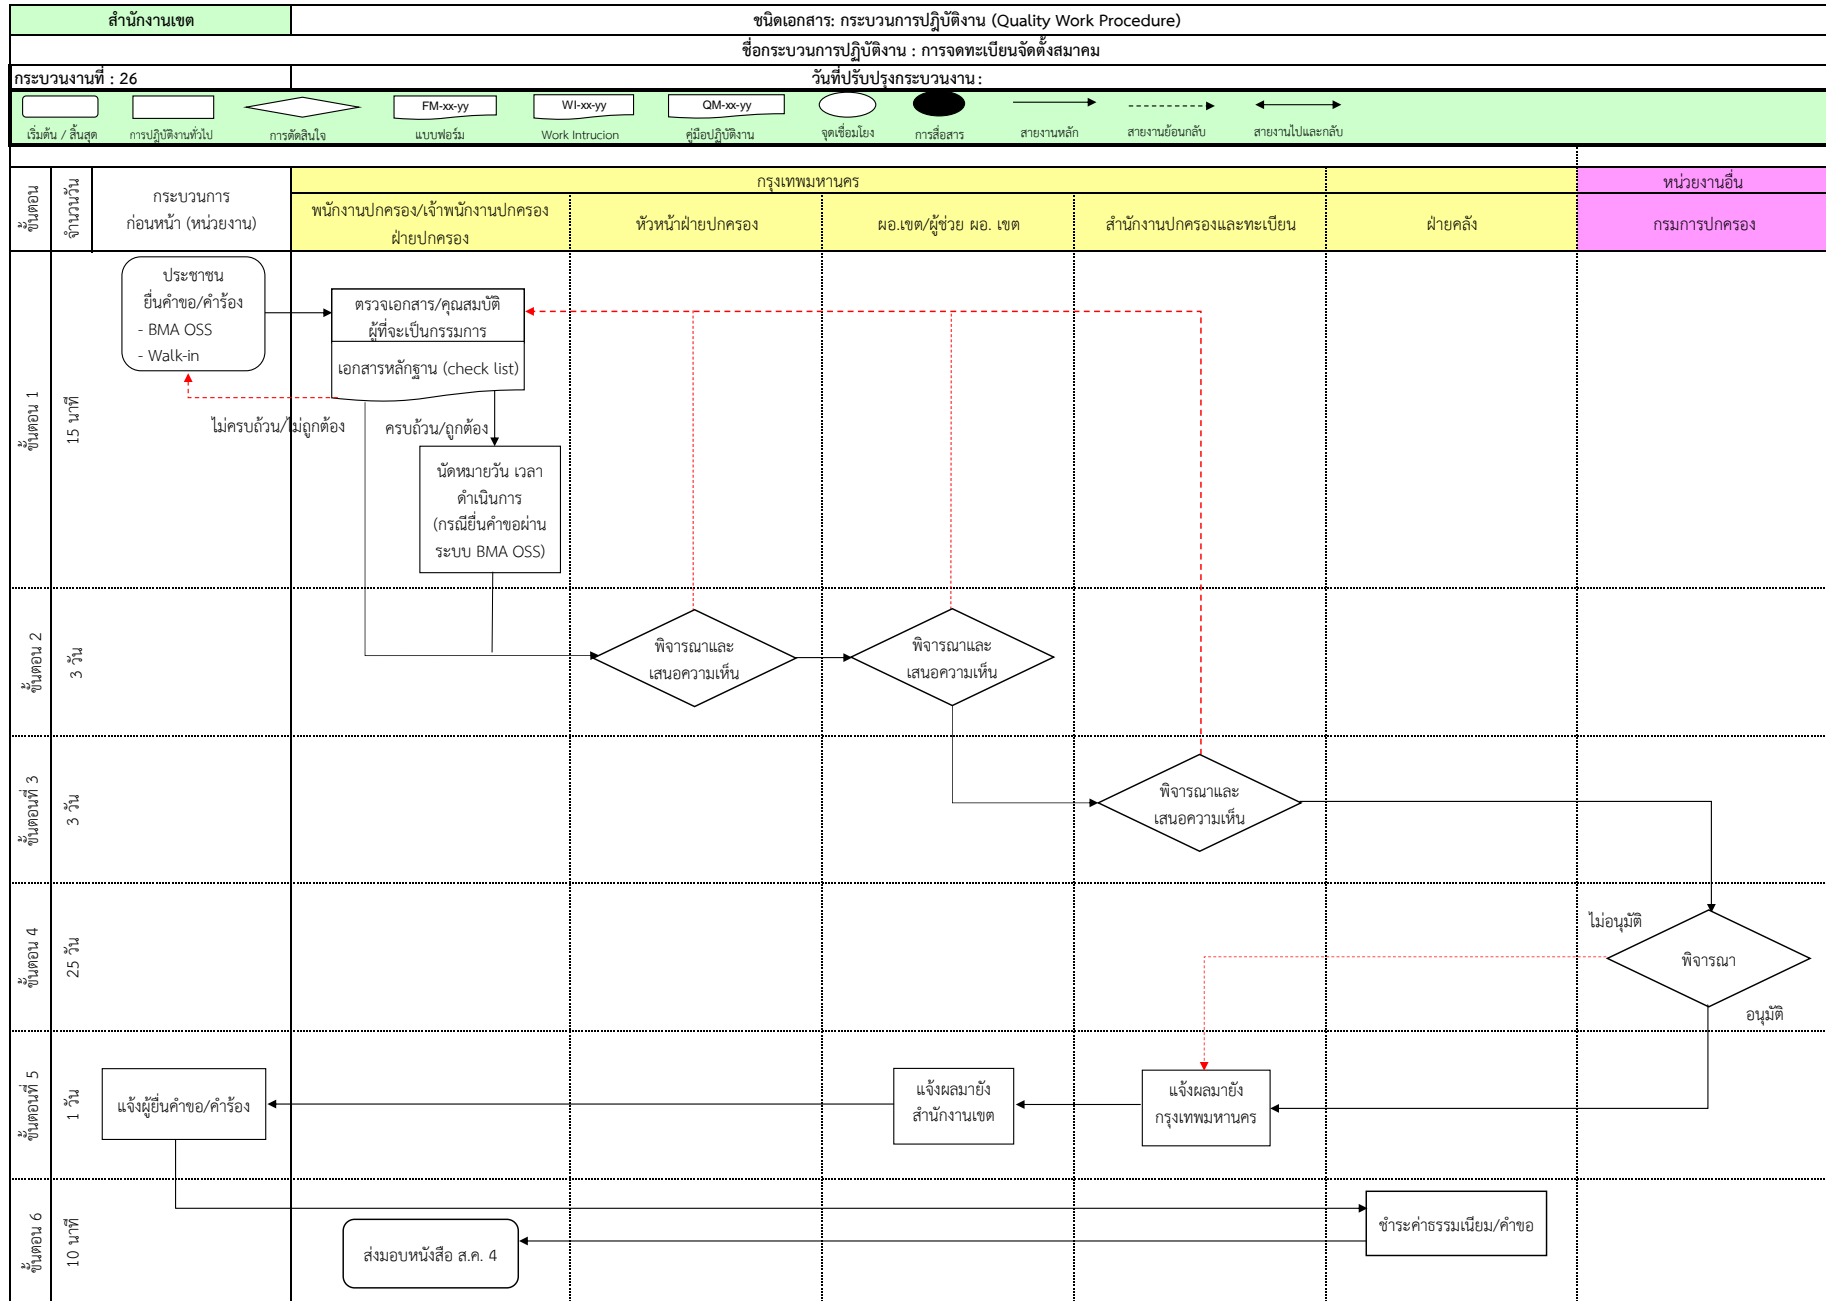 สำนักงานเขต
ชนิดเอกสาร: กระบวนการปฎิบัติงาน (Quality Work Procedure)
ชื่อกระบวนการปฏิบัติงาน : การจดทะเบียนจัดตั้งสมาคม
กระบวนงานที่ : 26
วันที่ปรับปรุงกระบวนงาน :
FM-xx-yy
WI-xx-yy
QM-xx-yy
เริ่มต้น / สิ้นสุด
การปฏิบัติงานทั่วไป
การตัดสินใจ
แบบฟอร์ม
Work Intrucion
คู่มือปฏิบัติงาน
จุดเชื่อมโยง
การสื่อสาร
สายงานหลัก
สายงานย้อนกลับ
สายงานไปและกลับ
ขั้นตอน
จำนวนวัน
กระบวนการ
ก่อนหน้า (หน่วยงาน)
กรุงเทพมหานคร
หน่วยงานอื่น
พนักงานปกครอง/เจ้าพนักงานปกครอง
ฝ่ายปกครอง
หัวหน้าฝ่ายปกครอง
ผอ.เขต/ผู้ช่วย ผอ. เขต
สำนักงานปกครองและทะเบียน
ฝ่ายคลัง
กรมการปกครอง
ขั้นตอน 1
15 นาที
ประชาชน
ยื่นคำขอ/คำร้อง
- BMA OSS
- Walk-in
ตรวจเอกสาร/คุณสมบัติ
ผู้ที่จะเป็นกรรมการ
เอกสารหลักฐาน (check list)
ไม่ครบถ้วน/ไม่ถูกต้อง
ครบถ้วน/ถูกต้อง
นัดหมายวัน เวลา
ดำเนินการ
(กรณียื่นคำขอผ่าน
ระบบ BMA OSS)
ขั้นตอน 2
3 วัน
พิจารณาและ
เสนอความเห็น
พิจารณาและ
เสนอความเห็น
ขั้นตอนที่ 3
3 วัน
พิจารณาและ
เสนอความเห็น
ขั้นตอน 4
25 วัน
ไม่อนุมัติ
พิจารณา
อนุมัติ
ขั้นตอนที่ 5
1 วัน
แจ้งผู้ยื่นคำขอ/คำร้อง
แจ้งผลมายัง
สำนักงานเขต
แจ้งผลมายัง
กรุงเทพมหานคร
ขั้นตอน 6
10 นาที
ส่งมอบหนังสือ ส.ค. 4
ชำระค่าธรรมเนียม/คำขอ